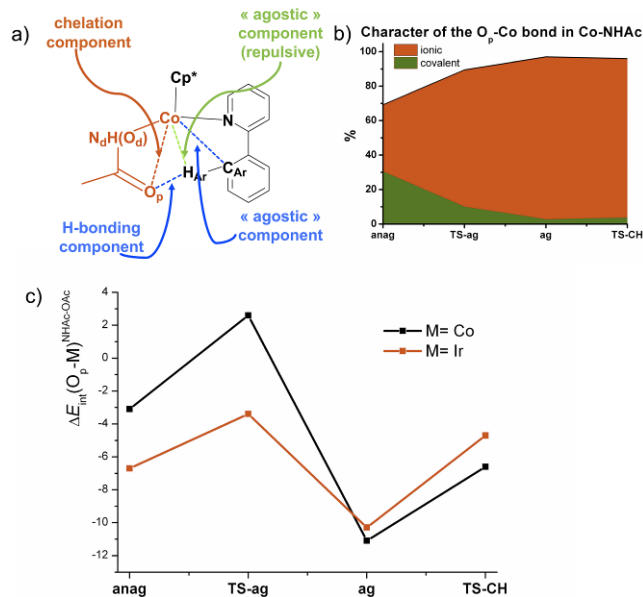 a)
chelation
component
« agostic »
component
(repulsive)
Cp*
Co
N
NdH(Od)
HAr
CAr
Op
H-bonding
component
« agostic »
component
b)
Character of the Op-Co bond in Co-NHAc
ionic
covalent
%
100
80
60
40
20
0
anag
TS-ag
ag
TS-CH
c)
ΔEint(Op-M)NHAc-OAc
4
2
0
-2
-4
-6
-8
-10
-12
M= Co
M= Ir
anag
TS-ag
ag
TS-CH